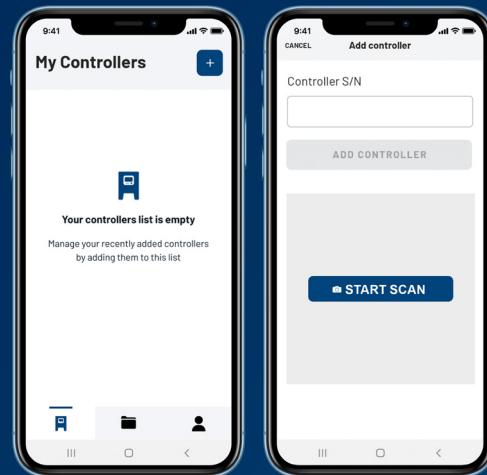 9:41
My Controllers
+
Your controllers list is empty
Manage your recently added controllers
by adding them to this list
9:41
CANCEL
Add controller
Controller S/N
ADD CONTROLLER
START SCAN